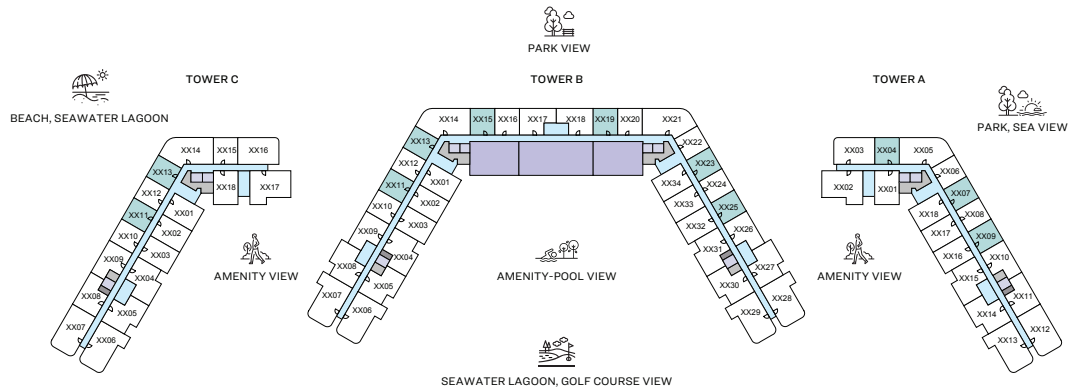 PARK VIEW
TOWER C
TOWER B
TOWER A
BEACH, SEAWATER LAGOON
PARK, SEA VIEW
XX14
XX15
XX16
XX13
XX12
XX18
XX17
XX11
XX01
XX10
XX02
XX09
XX03
XX08
XX04
XX07
XX05
XX06
AMENITY VIEW
XX14
XX15
XX16
XX17
XX18
XX19
XX20
XX21
XX13
XX22
XX12
XX23
XX11
XX01
XX34
XX24
XX10
XX02
XX33
XX25
XX09
XX03
XX32
XX26
XX08
XX04
XX31
XX27
XX07
XX05
XX30
XX28
XX06
XX29
AMENITY-POOL VIEW
XX03
XX04
XX05
XX02
XX01
XX06
XX07
XX18
XX08
XX17
XX09
XX16
XX10
XX15
XX11
XX14
XX12
XX13
AMENITY VIEW
SEAWATER LAGOON, GOLF COURSE VIEW